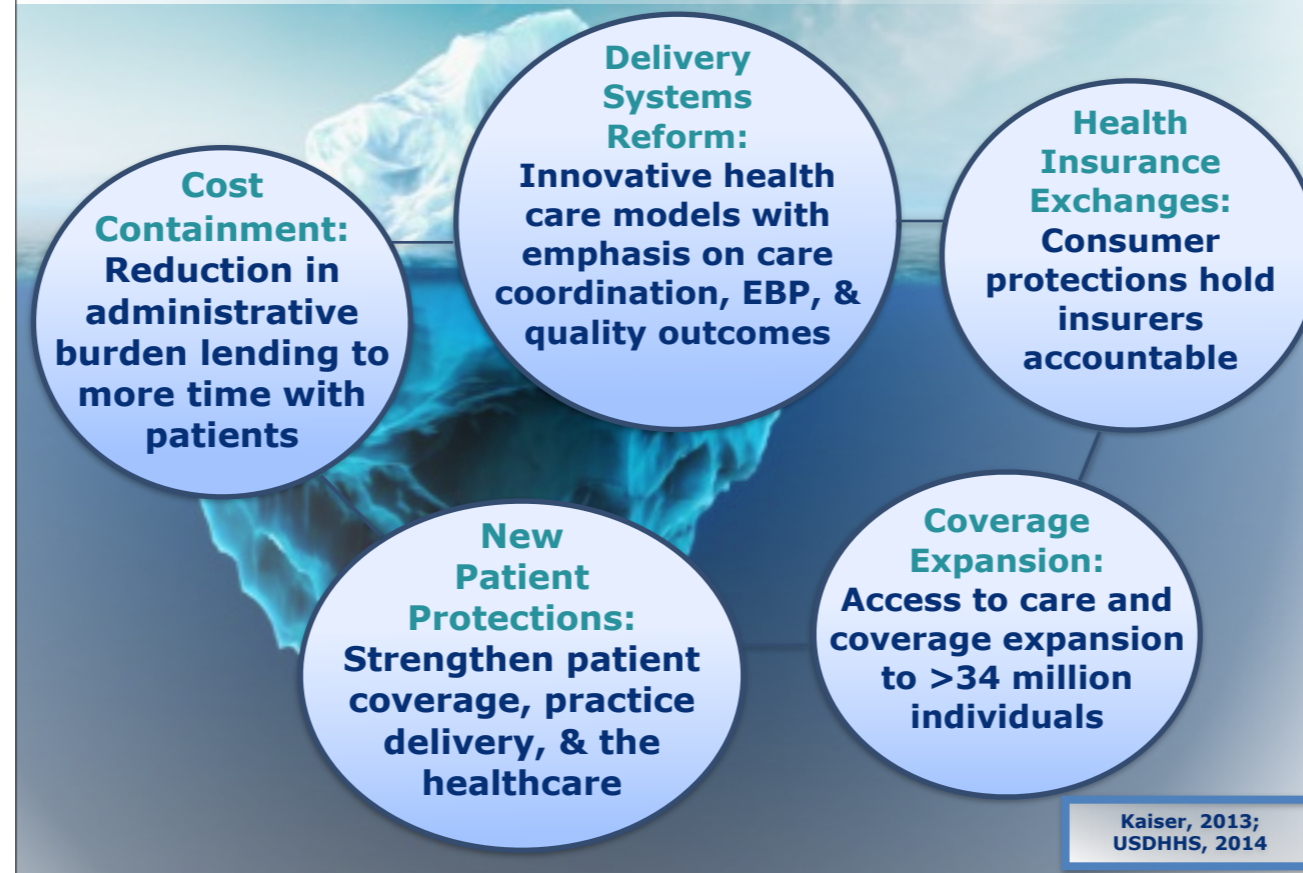 Delivery
Systems
Reform:
Innovative health
care models with
emphasis on care
coordination, EBP, &
quality outcomes
Health
Insurance
Exchanges:
Consumer
protections hold
insurers
accountable
Cost
Containment:
Reduction in
administrative
burden lending to
more time with
patients
New
Patient
Protections:
Strengthen patient
coverage, practice
delivery, & the
healthcare
Coverage
Expansion:
Access to care and
coverage expansion
to >34 million
individuals
Kaiser, 2013;
USDHHS, 2014